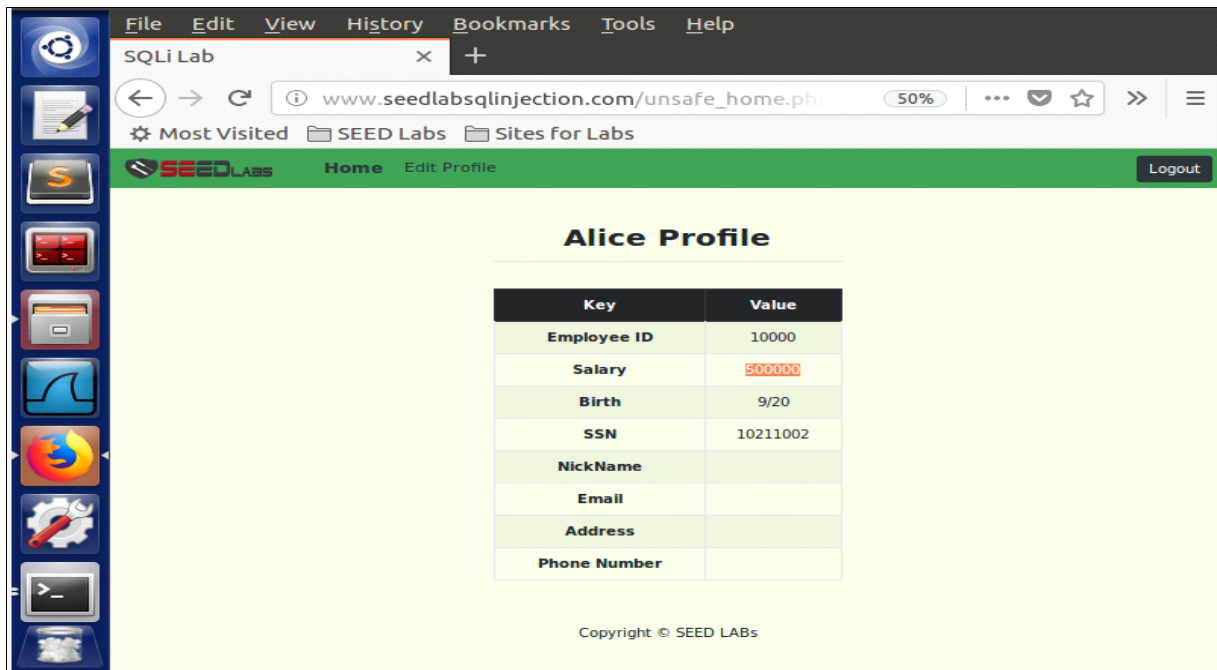 File Edit View History Bookmarks Tools Help
SQLi Lab
www.seedlabsqlinjection.com/unsafe_home.ph 50%
Most Visited SEED Labs Sites for Labs
SEEDLABS Home Edit Profile Logout
Alice Profile
Key Value
Employee ID 10000
Salary 500000
Birth 9/20
SSN 10211002
NickName
Email
Address
Phone Number
Copyright © SEED LABs